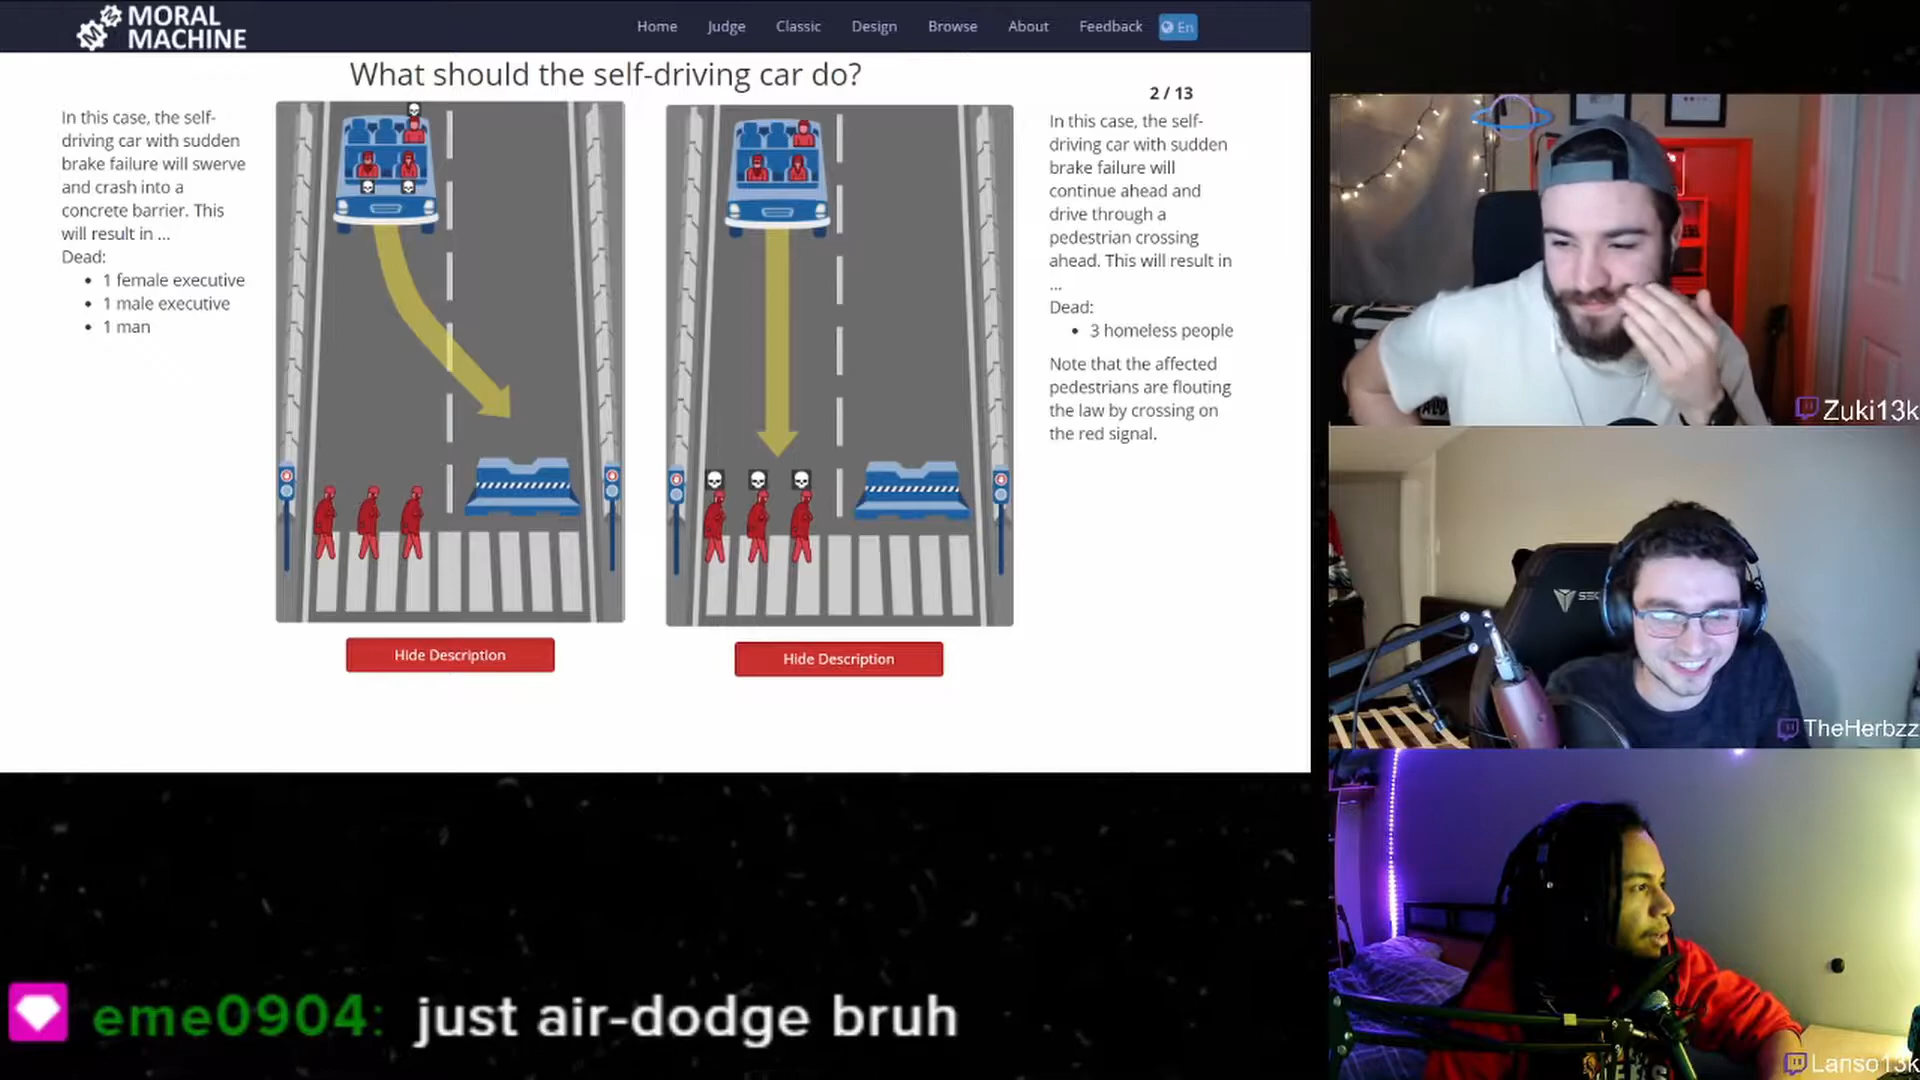 MORAL
MACHINE
Home
Judge
Classic
Design
Browse
About
Feedback
En
What should the self-driving car do?
2 / 13
In this case, the self-
driving car with sudden
brake failure will swerve
and crash into a
concrete barrier. This
will result in ...
Dead:
1 female executive
1 male executive
1 man
In this case, the self-
driving car with sudden
brake failure will
continue ahead and
drive through a
pedestrian crossing
ahead. This will result in
...
Dead:
3 homeless people
Note that the affected
pedestrians are flouting
the law by crossing on
the red signal.
Hide Description
Hide Description
Zuki13k
TheHerbzz
Lanso13k
eme0904: just air-dodge bruh